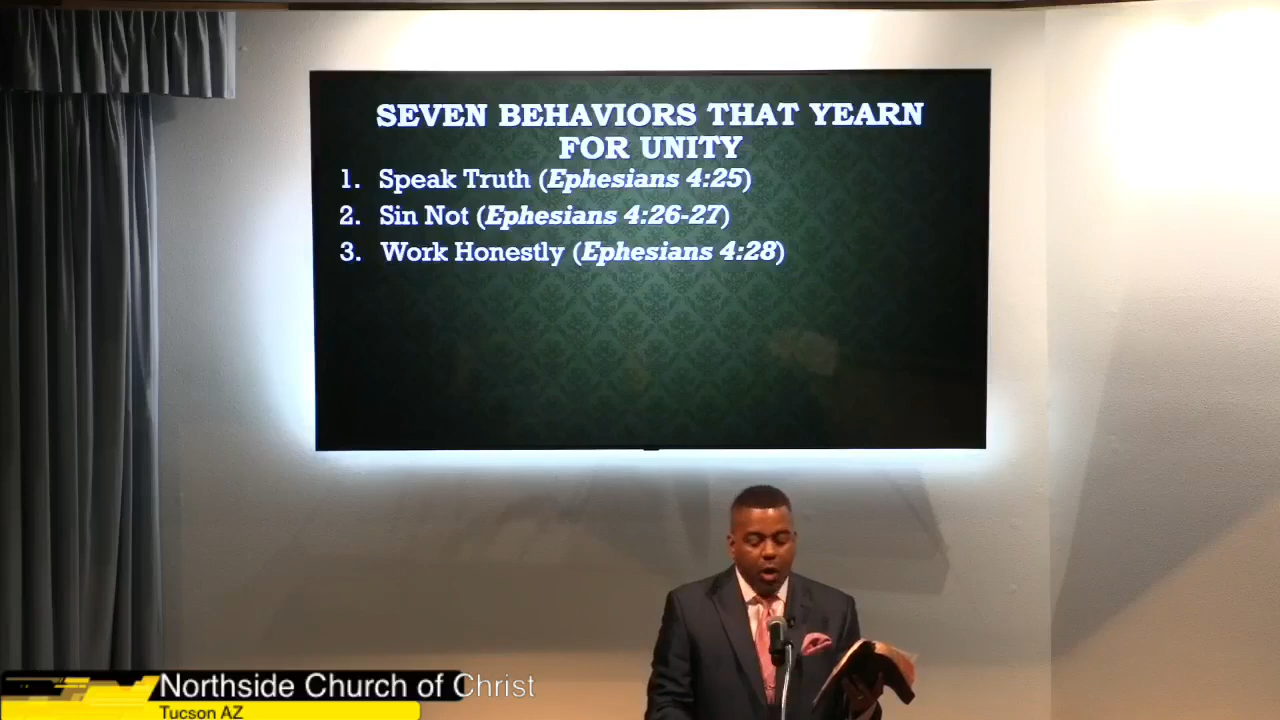 SEVEN BEHAVIORS THAT YEARN
FOR UNITY
1. Speak Truth (Ephesians 4:25)
2. Sin Not (Ephesians 4:26-27)
3. Work Honestly (Ephesians 4:28)
Northside Church of Christ
Tucson AZ